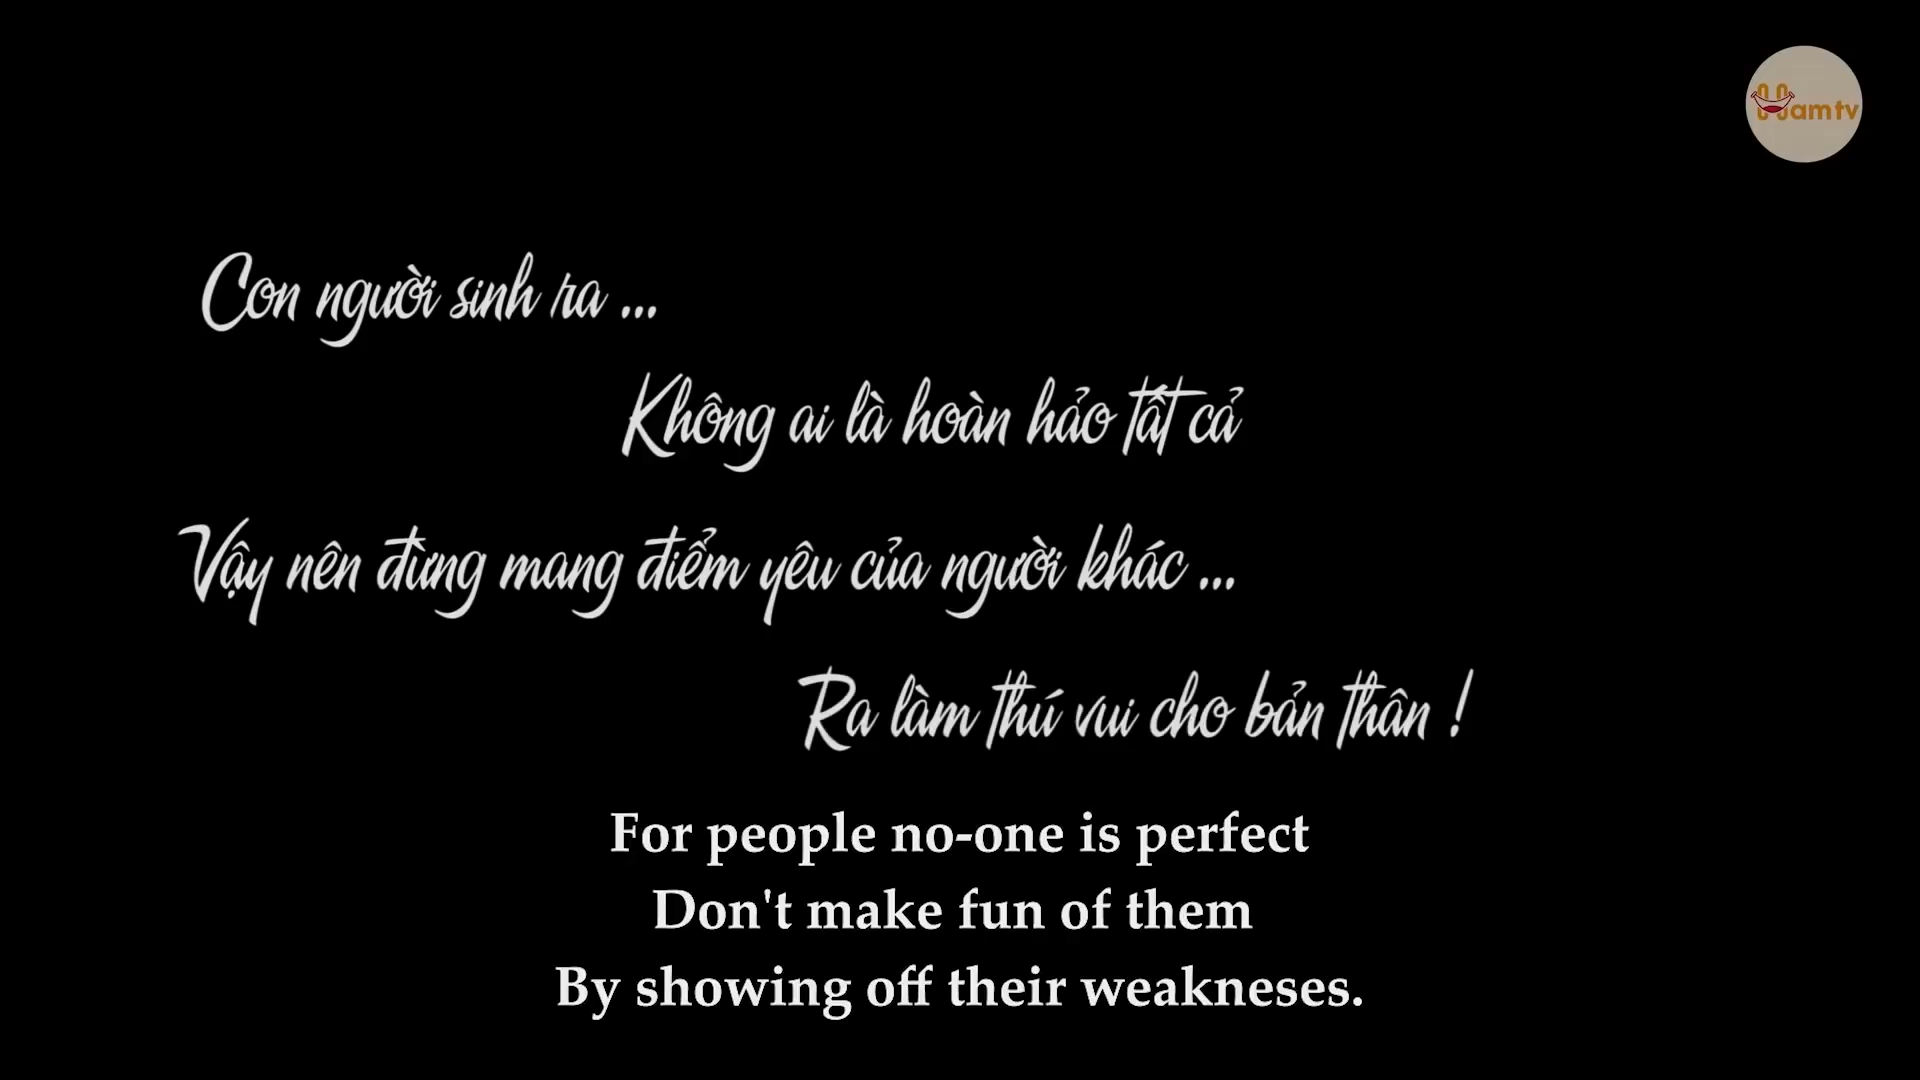 Hamtv
Con người sinh ra ...
Không ai là hoàn hảo tất cả
Vậy nên đừng mang điểm yêu của người khác ...
Ra làm thú vui cho bản thân !
For people no-one is perfect
Don't make fun of them
By showing off their weakneses.